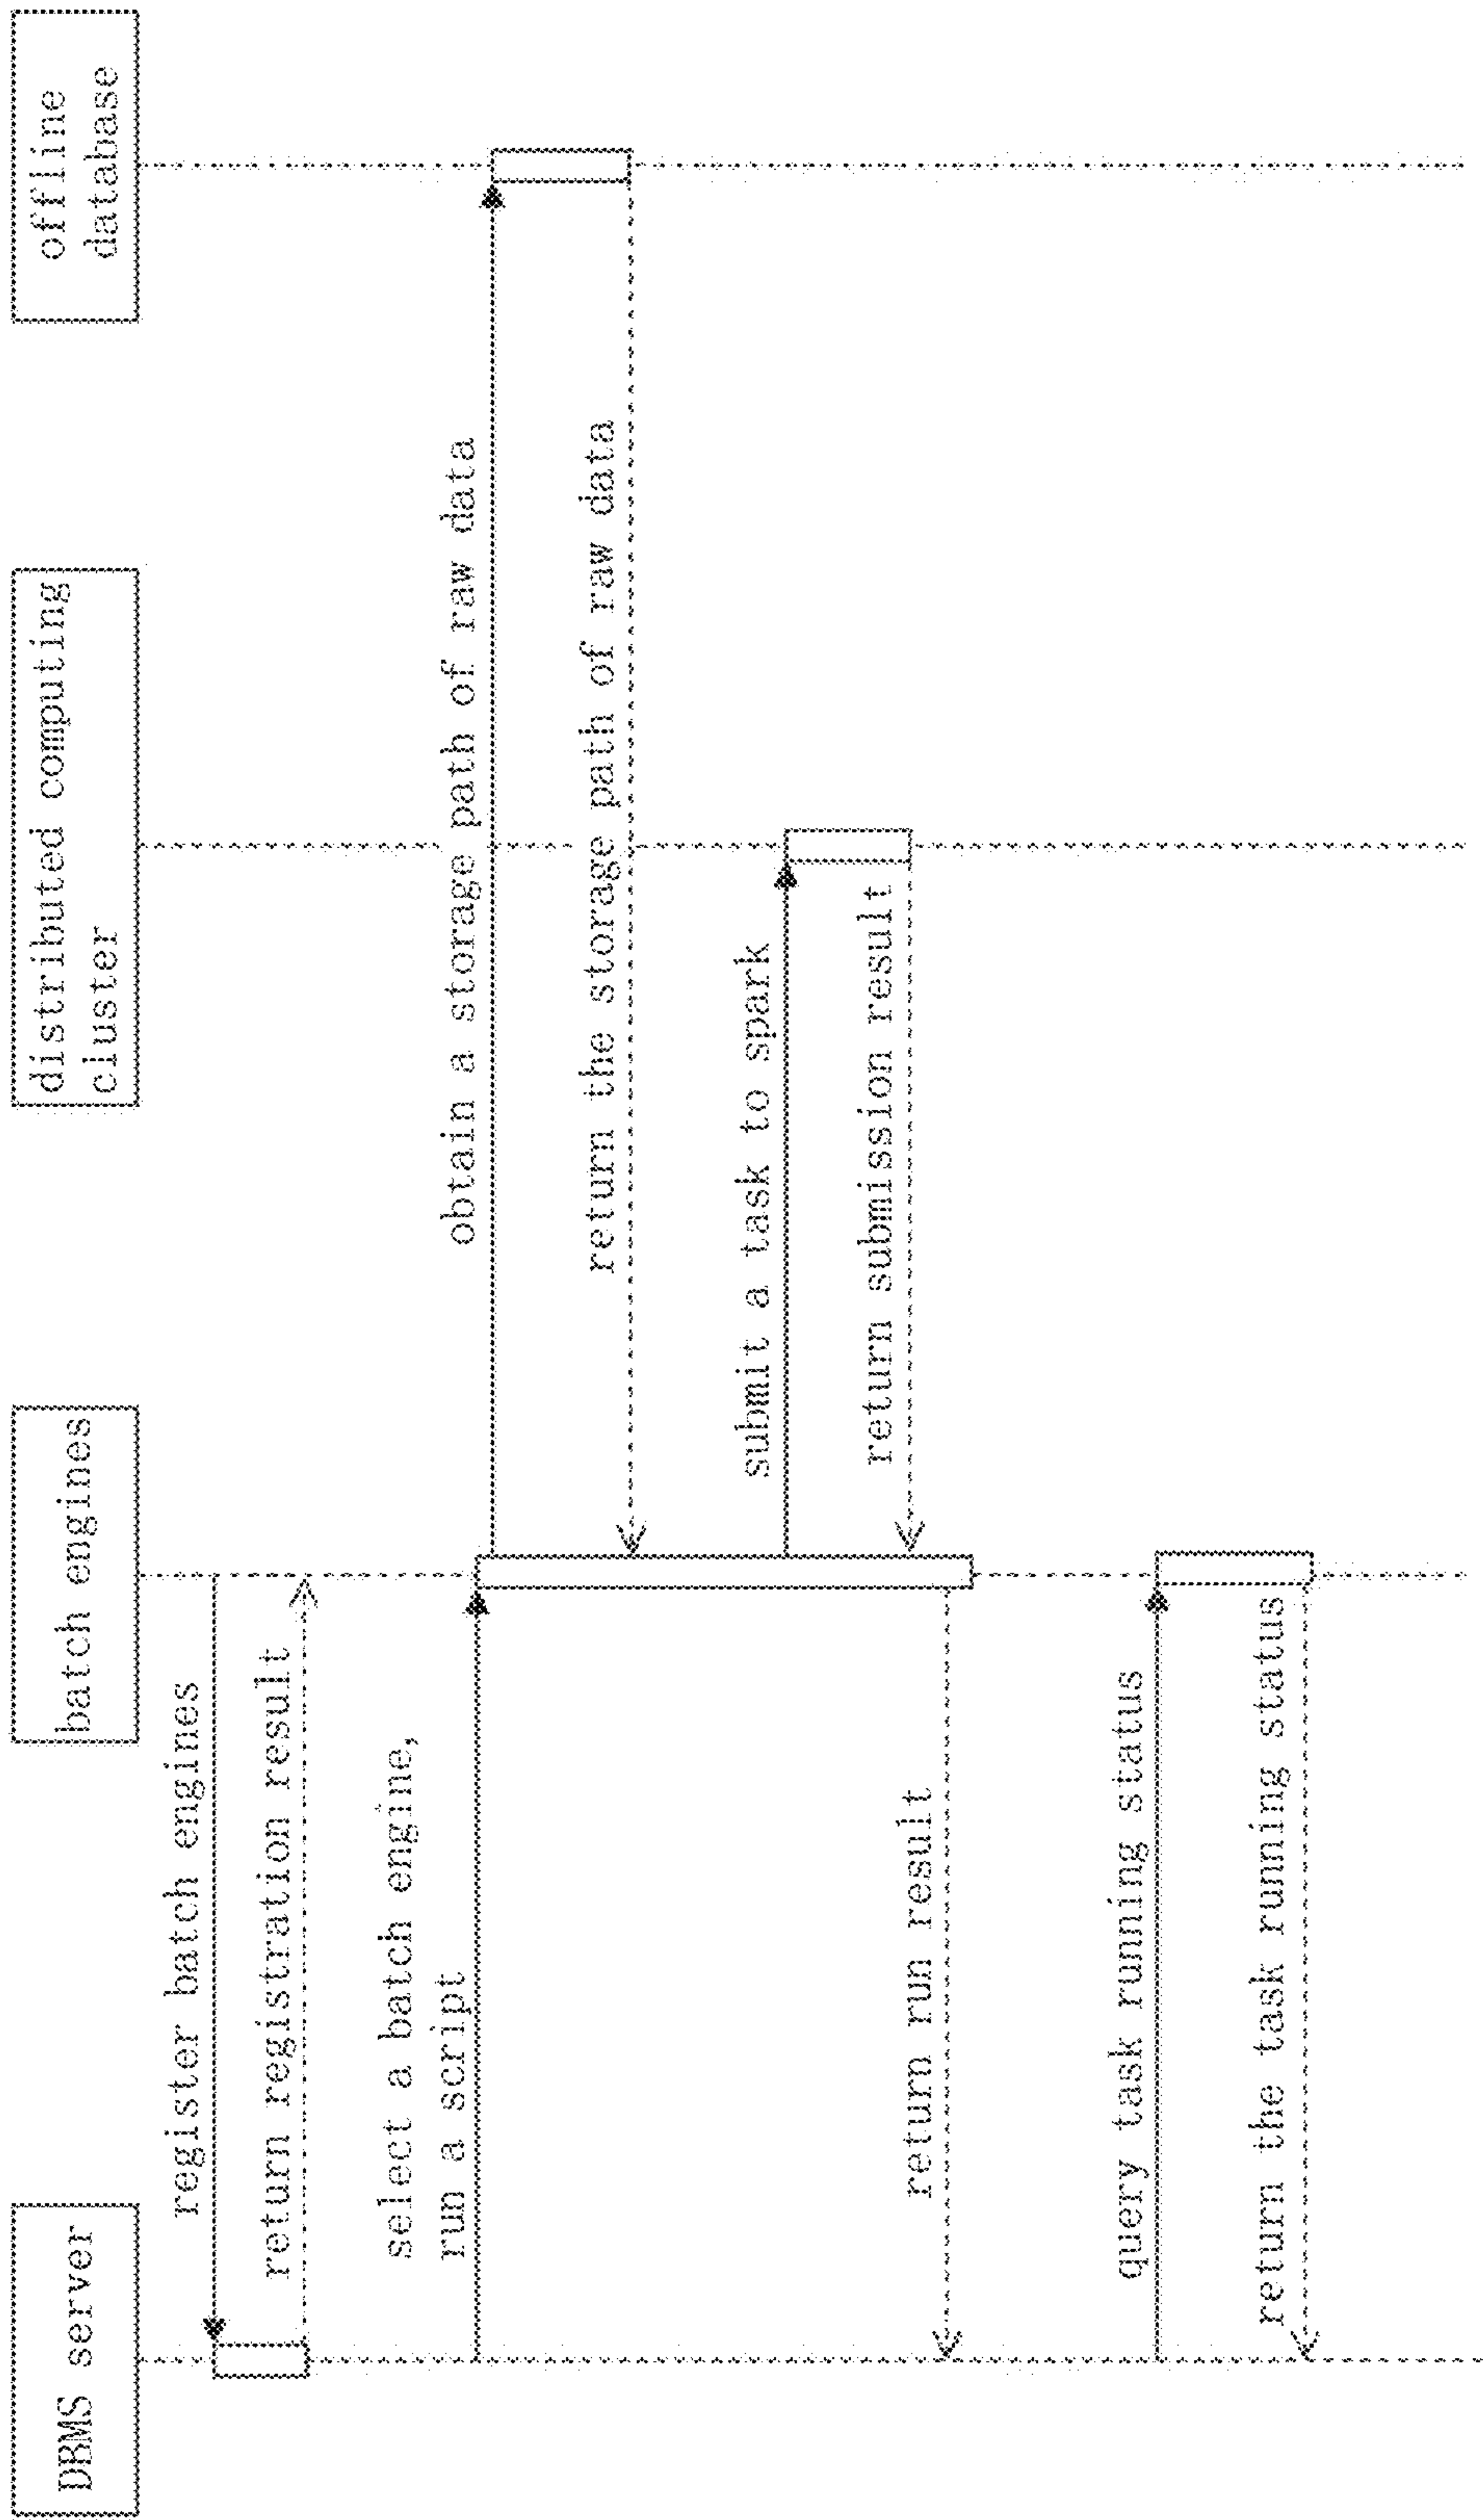 DBMS server
batch engines
distributed computing
cluster
offline
database
register batch engines
return registration result
select a batch engine,
run a script
obtain a storage path of raw data
return the storage path of raw data
submit a task to spark
return submission result
return run result
query task running status
return the task running status